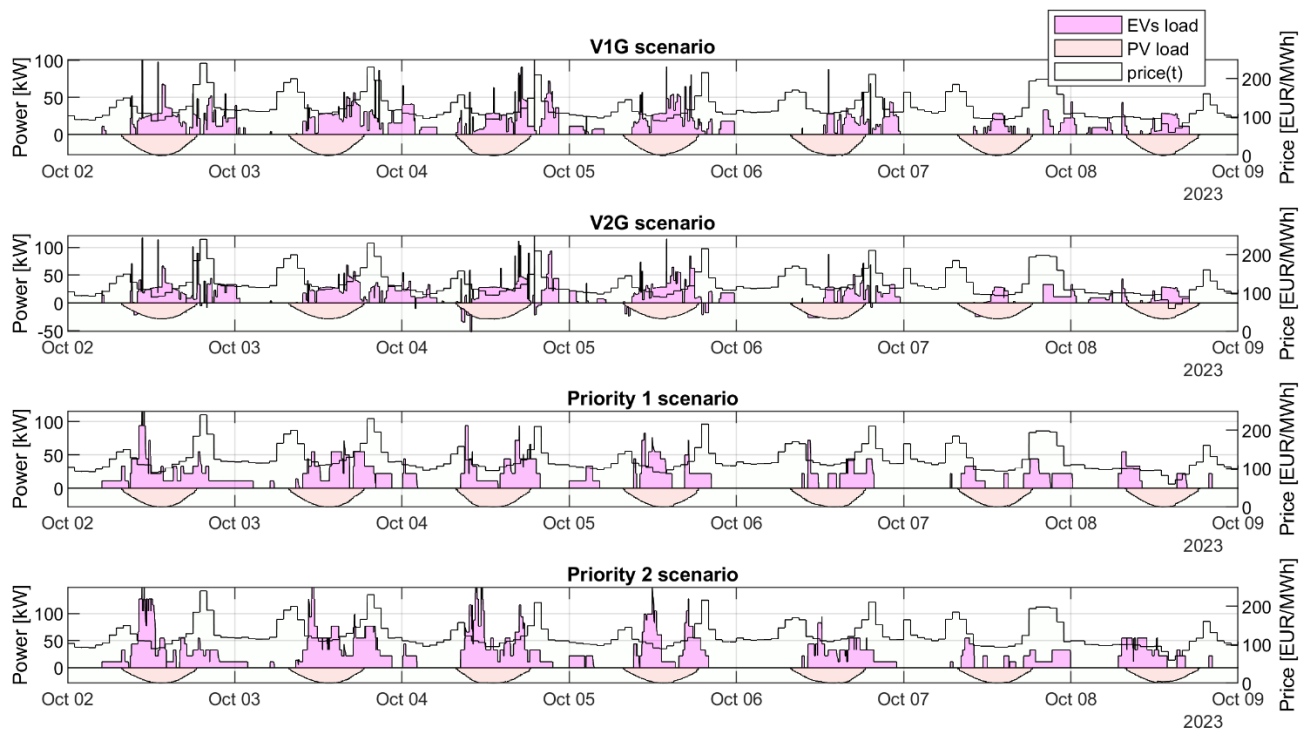 EVs load
PV load
price(t)
V1G scenario
Power [kW]
100
50
0
200
100
0
Price [EUR/MWh]
Oct 02 Oct 03 Oct 04 Oct 05 Oct 06 Oct 07 Oct 08 Oct 09
2023
V2G scenario
Power [kW]
100
50
0
-50
200
100
0
Price [EUR/MWh]
Oct 02 Oct 03 Oct 04 Oct 05 Oct 06 Oct 07 Oct 08 Oct 09
2023
Priority 1 scenario
Power [kW]
100
50
0
200
100
0
Price [EUR/MWh]
Oct 02 Oct 03 Oct 04 Oct 05 Oct 06 Oct 07 Oct 08 Oct 09
2023
Priority 2 scenario
Power [kW]
100
50
0
200
100
0
Price [EUR/MWh]
Oct 02 Oct 03 Oct 04 Oct 05 Oct 06 Oct 07 Oct 08 Oct 09
2023